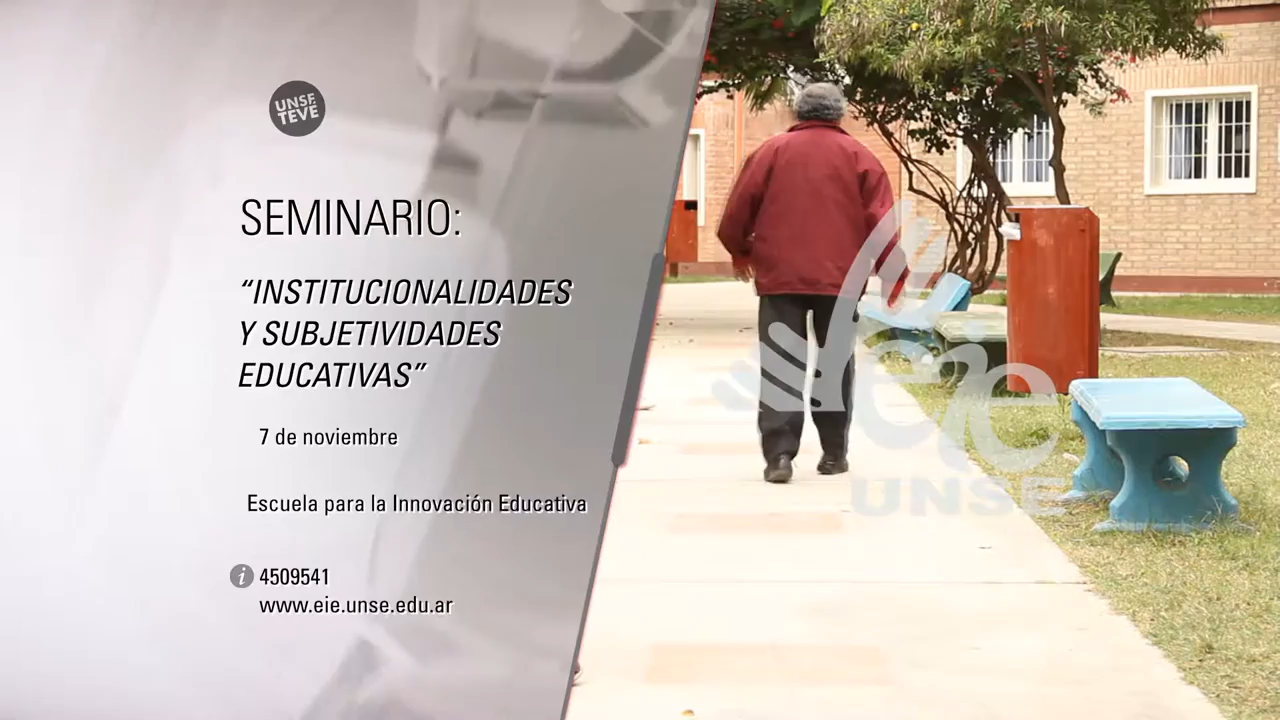 UNSE
TEVE
SEMINARIO:
“INSTITUCIONALIDADES
Y SUBJETIVIDADES
EDUCATIVAS”
7 de noviembre
Escuela para la Innovación Educativa
i 4509541
www.eie.unse.edu.ar
eie
UNSE